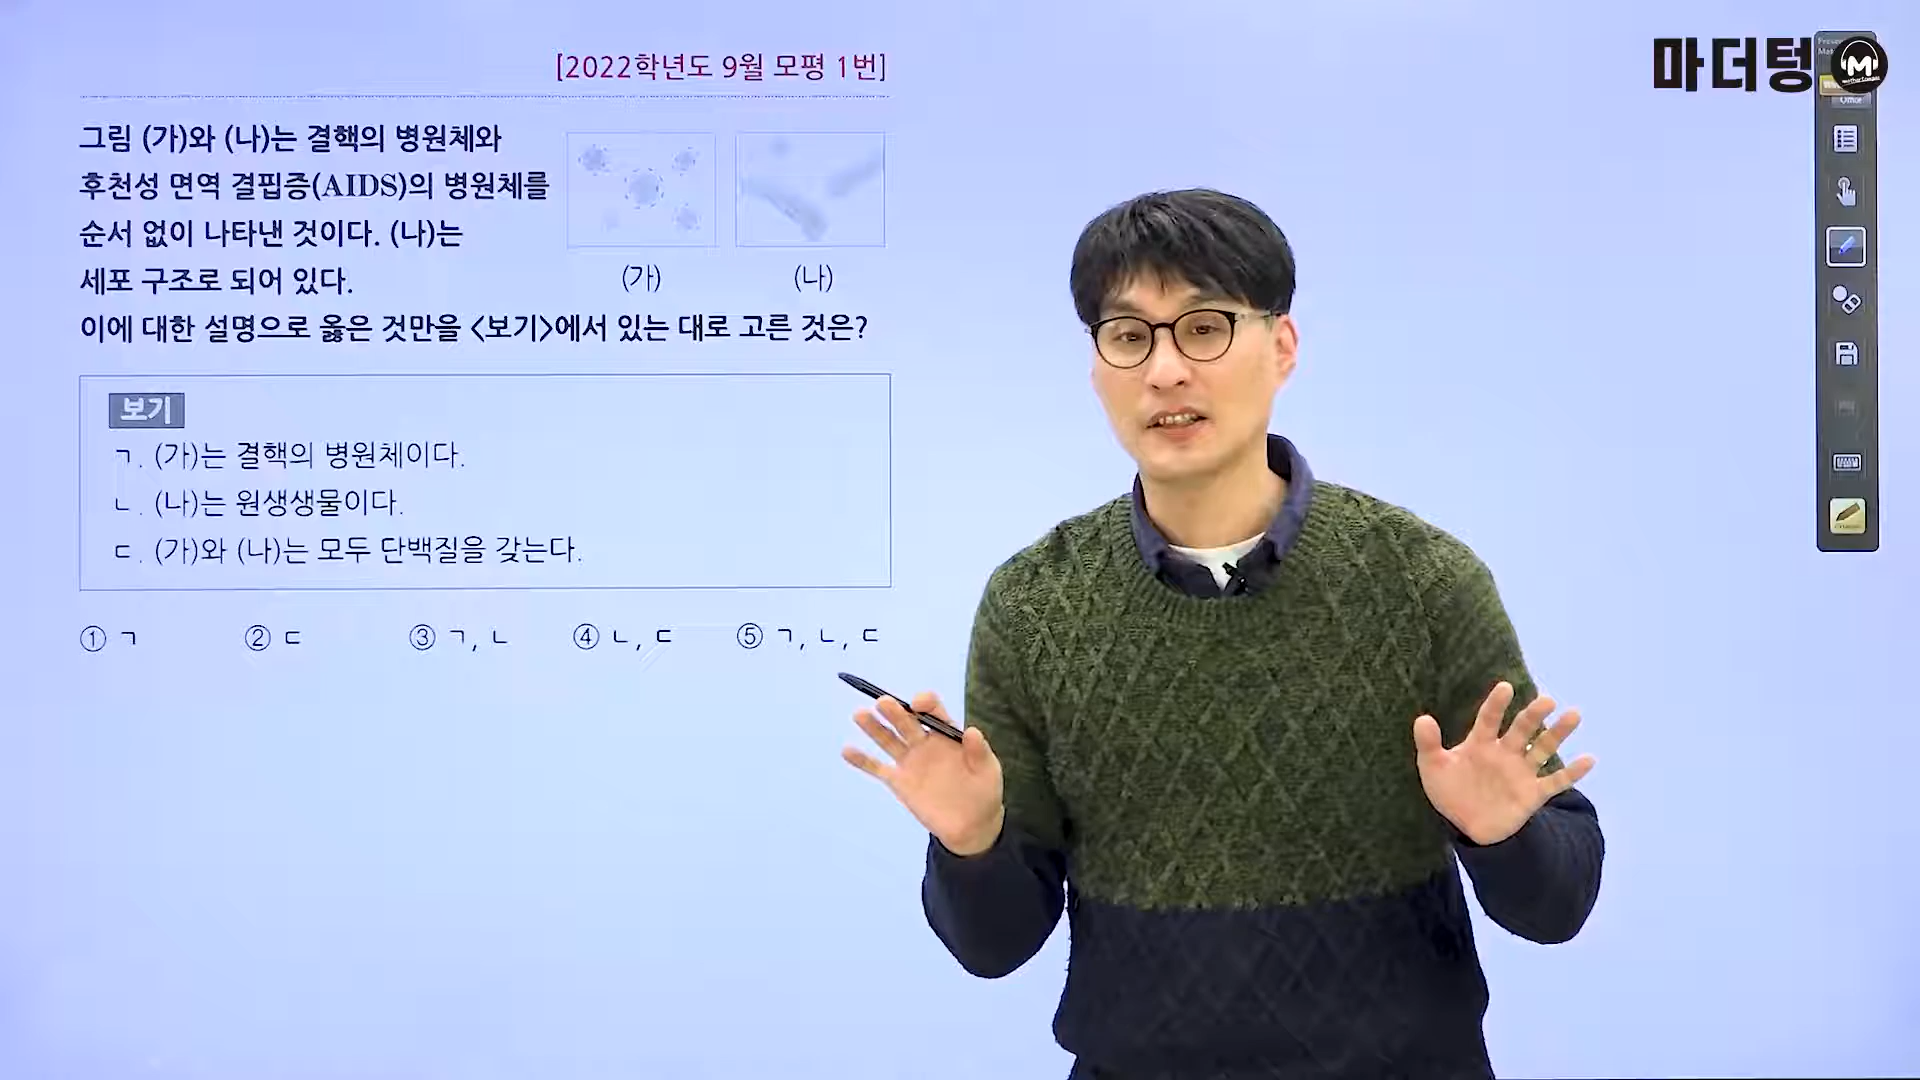 [2022학년도 9월 모평 1번]
마더텅
그림 (가)와 (나)는 결핵의 병원체와
후천성 면역 결핍증(AIDS)의 병원체를
순서 없이 나타낸 것이다. (나)는
세포 구조로 되어 있다.
(가) (나)
이에 대한 설명으로 옳은 것만을 <보기>에서 있는 대로 고른 것은?
보기
ㄱ. (가)는 결핵의 병원체이다.
ㄴ. (나)는 원생생물이다.
ㄷ. (가)와 (나)는 모두 단백질을 갖는다.
① ㄱ ② ㄷ ③ ㄱ, ㄴ ④ ㄴ, ㄷ ⑤ ㄱ, ㄴ, ㄷ
M
Office